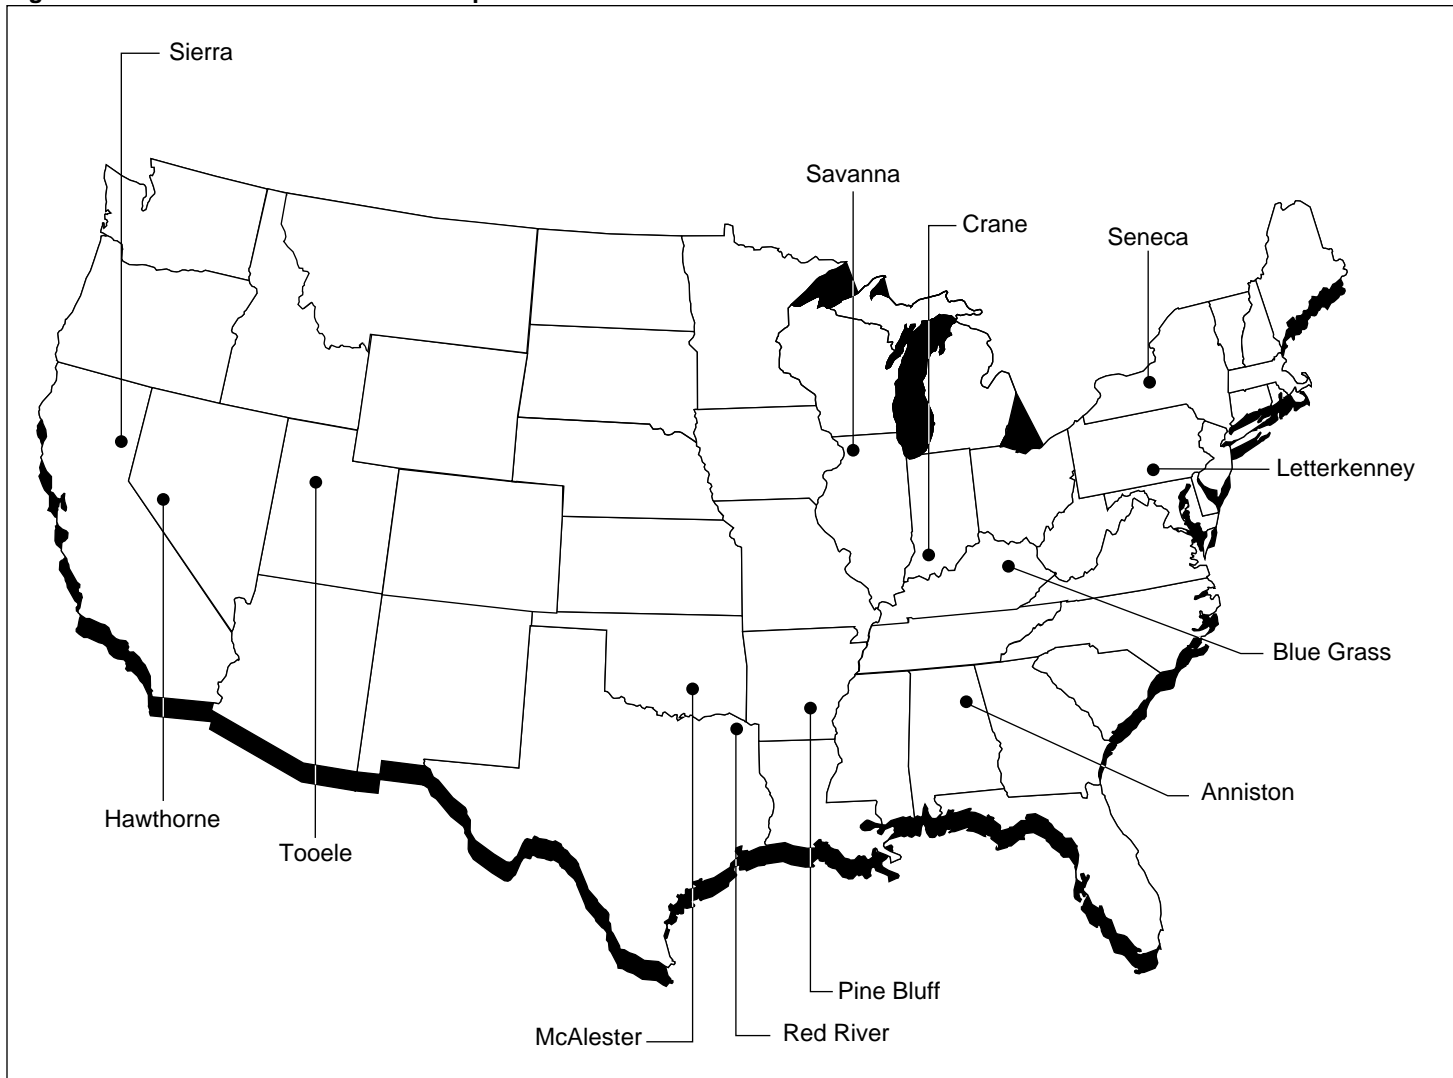 Sierra
Savanna
Crane
Seneca
Letterkenney
Blue Grass
Anniston
Hawthorne
Tooele
Pine Bluff
Red River
McAlester